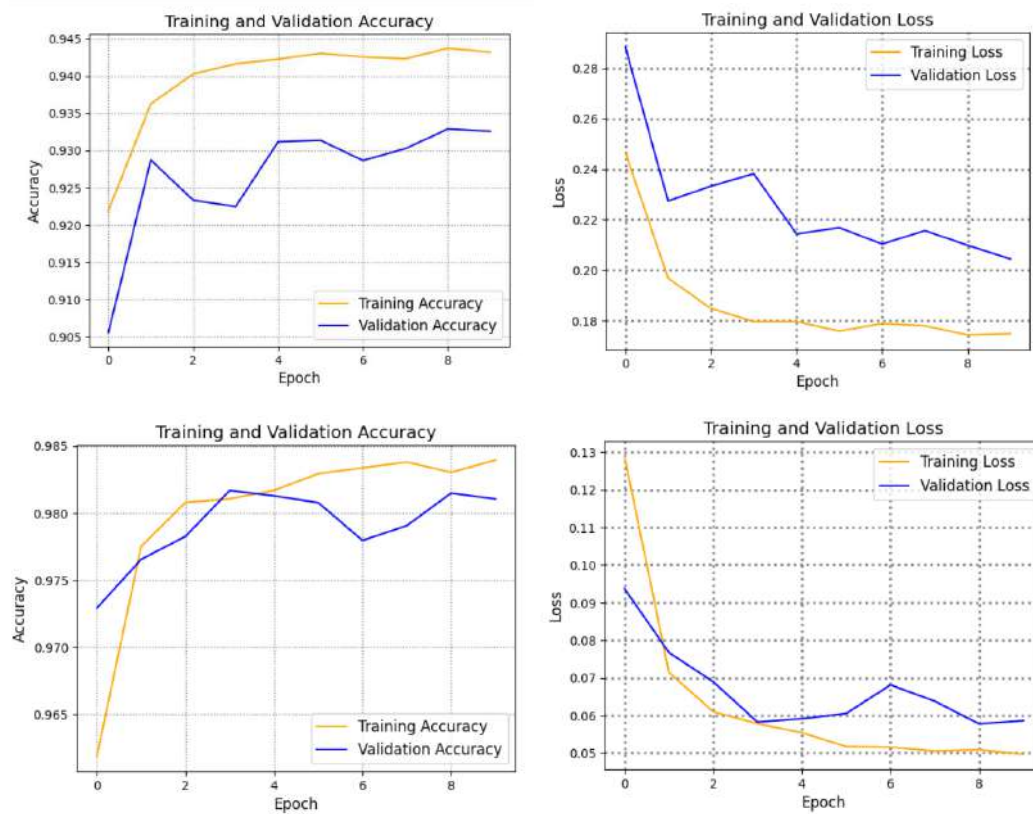 Training and Validation Accuracy
0.945
0.940
0.935
0.930
0.925
0.920
0.915
0.910
0.905
Accuracy
Training Accuracy
Validation Accuracy
0 2 4 6 8
Epoch
Training and Validation Loss
0.28
0.26
0.24
0.22
0.20
0.18
Loss
Training Loss
Validation Loss
0 2 4 6 8
Epoch
Training and Validation Accuracy
0.985
0.980
0.975
0.970
0.965
Accuracy
Training Accuracy
Validation Accuracy
0 2 4 6 8
Epoch
Training and Validation Loss
0.13
0.12
0.11
0.10
0.09
0.08
0.07
0.06
0.05
Loss
Training Loss
Validation Loss
0 2 4 6 8
Epoch